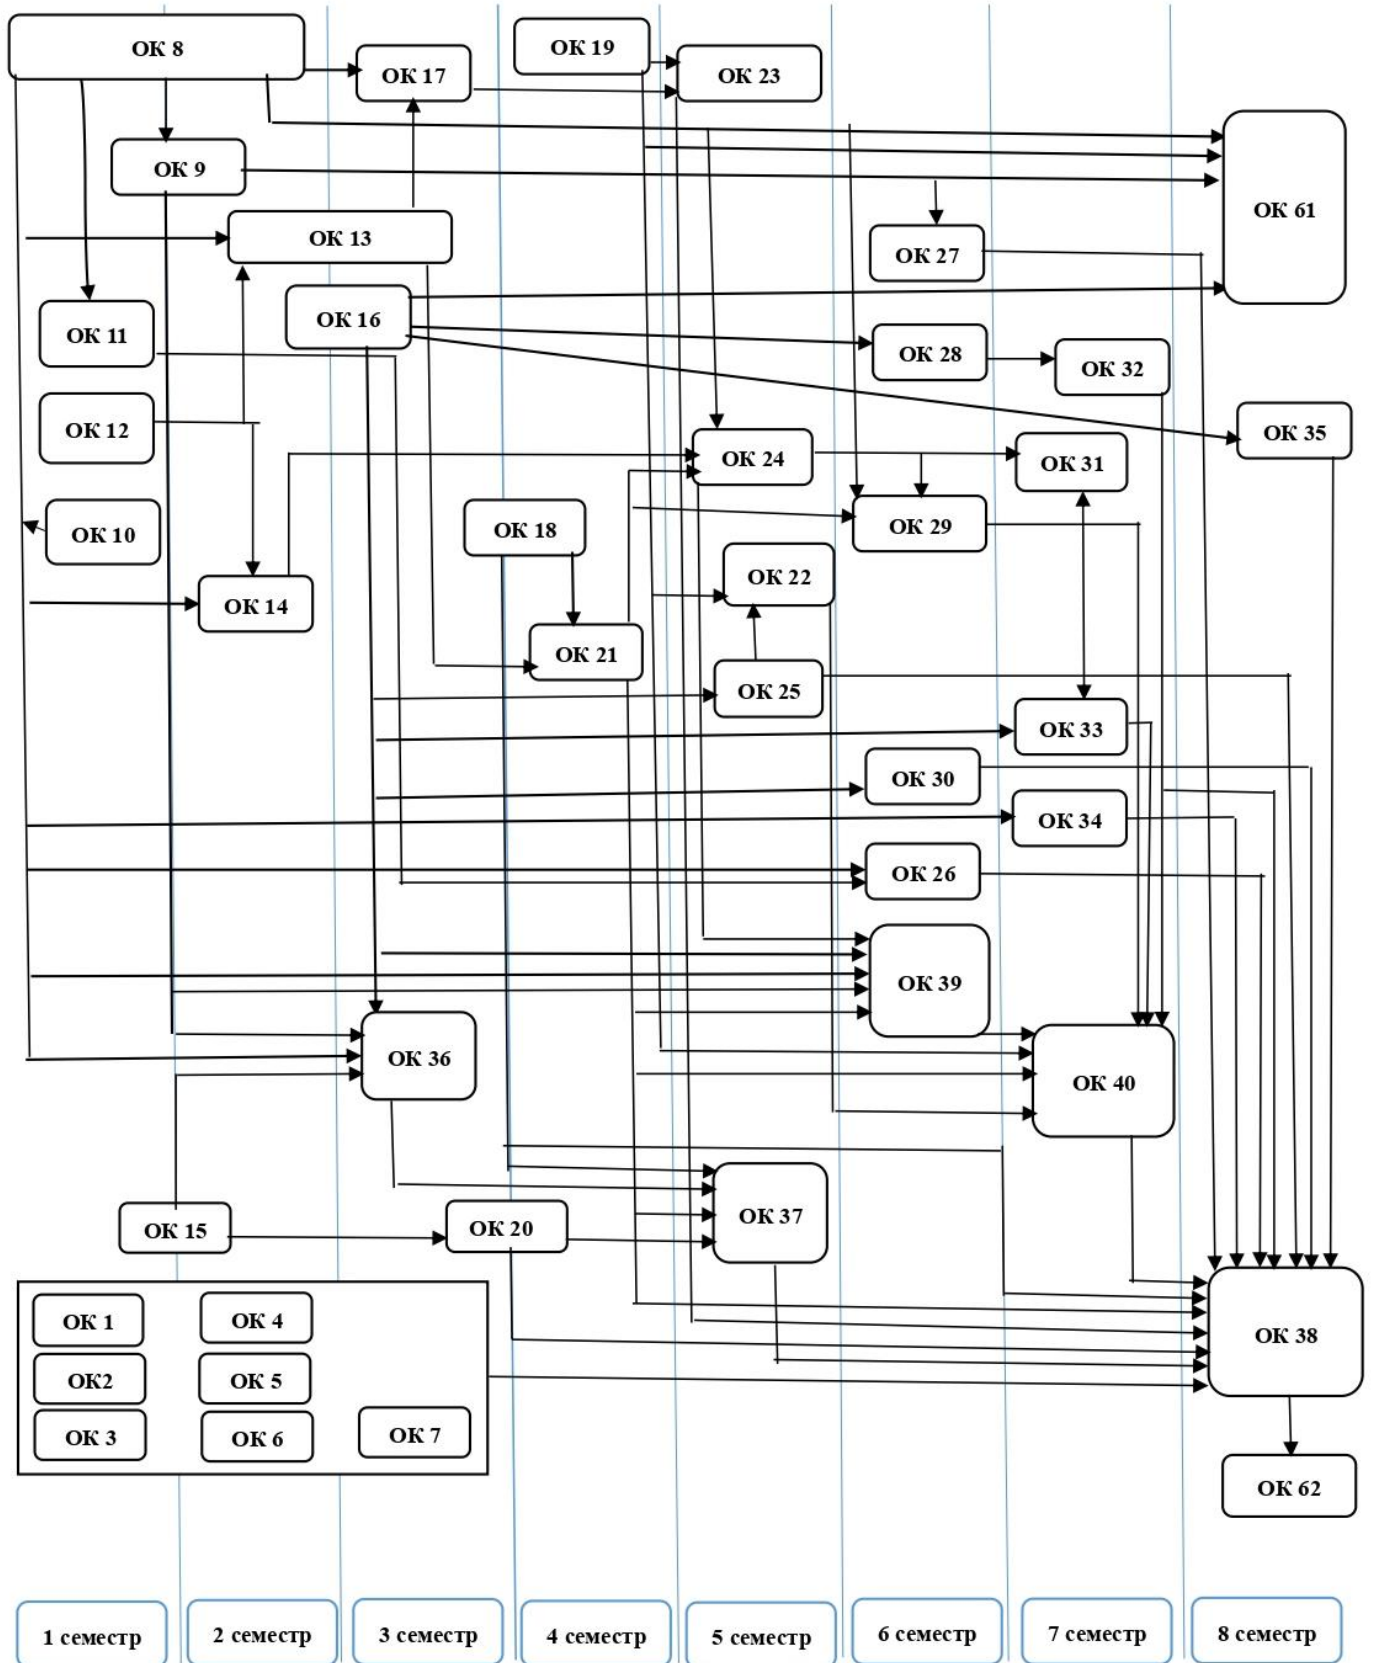 ОК 8
ОК 19
ОК 17
ОК 23
ОК 9
ОК 61
ОК 13
ОК 27
ОК 16
ОК 11
ОК 28
ОК 32
ОК 12
ОК 35
ОК 24
ОК 31
ОК 10
ОК 18
ОК 29
ОК 22
ОК 14
ОК 21
ОК 25
ОК 33
ОК 30
ОК 34
ОК 26
ОК 39
ОК 36
ОК 40
ОК 15
ОК 20
ОК 37
ОК 1
ОК 4
ОК 38
ОК2
ОК 5
ОК 3
ОК 6
ОК 7
ОК 62
1 семестр
2 семестр
3 семестр
4 семестр
5 семестр
6 семестр
7 семестр
8 семестр